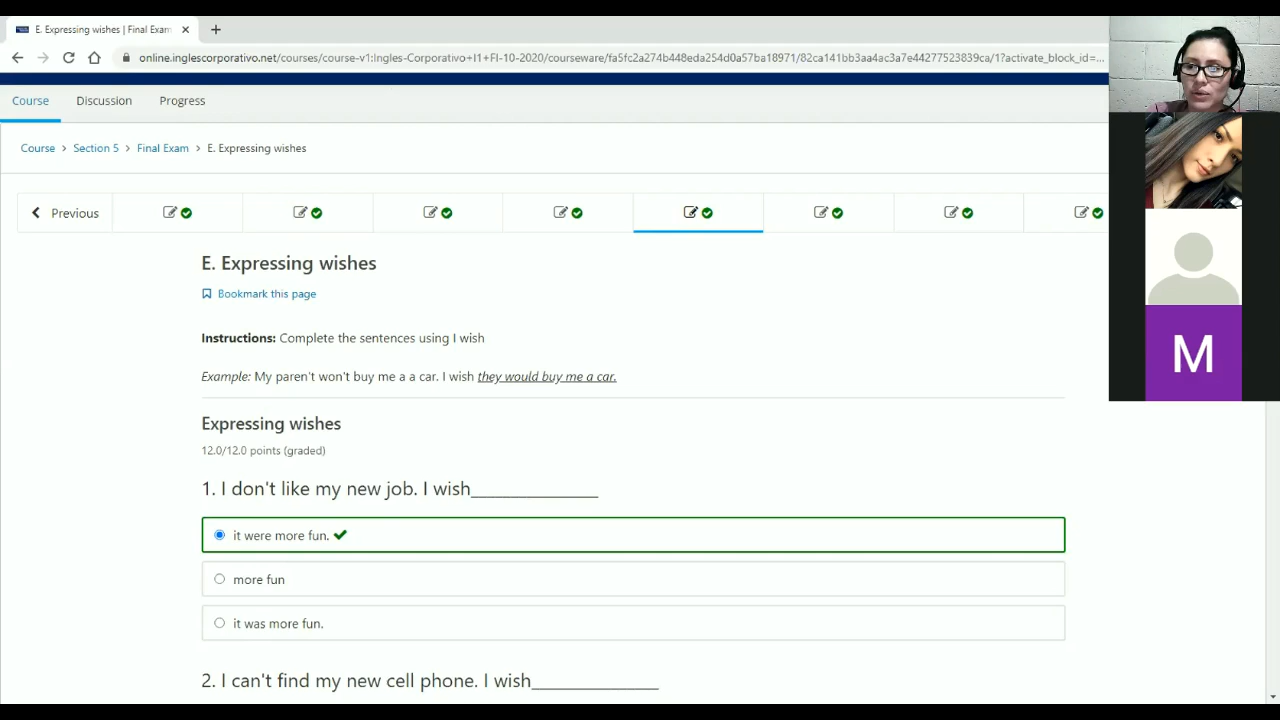 E. Expressing wishes | Final Exam
online.inglescorporativo.net/courses/course-v1:Ingles-Corporativo+I1+FI-10-2020/courseware/fa5fc2a274b448eda254d0a57ba18971/82ca141bb3aa4ac3a7e44277523839ca/1?activate_block_id=...
Course Discussion Progress
Course > Section 5 > Final Exam > E. Expressing wishes
Previous
E. Expressing wishes
Bookmark this page
Instructions: Complete the sentences using I wish
Example: My paren't won't buy me a a car. I wish they would buy me a car.
Expressing wishes
12.0/12.0 points (graded)
1. I don't like my new job. I wish______________
it were more fun.
more fun
it was more fun.
2. I can't find my new cell phone. I wish______________
M